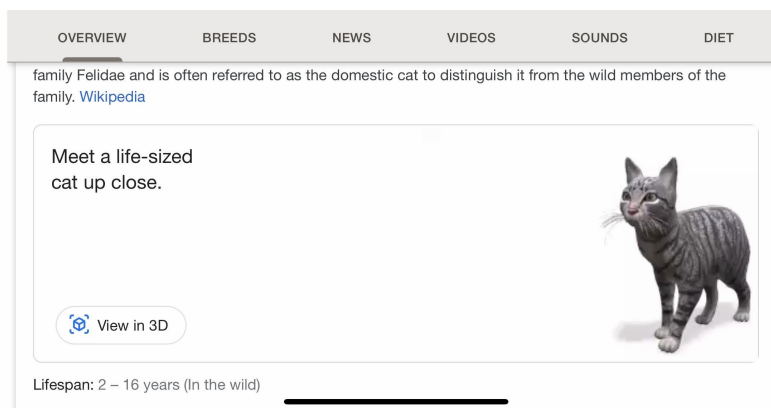 OVERVIEW BREEDS NEWS VIDEOS SOUNDS DIET
family Felidae and is often referred to as the domestic cat to distinguish it from the wild members of the
family. Wikipedia
Meet a life-sized
cat up close.
View in 3D
Lifespan: 2 – 16 years (In the wild)